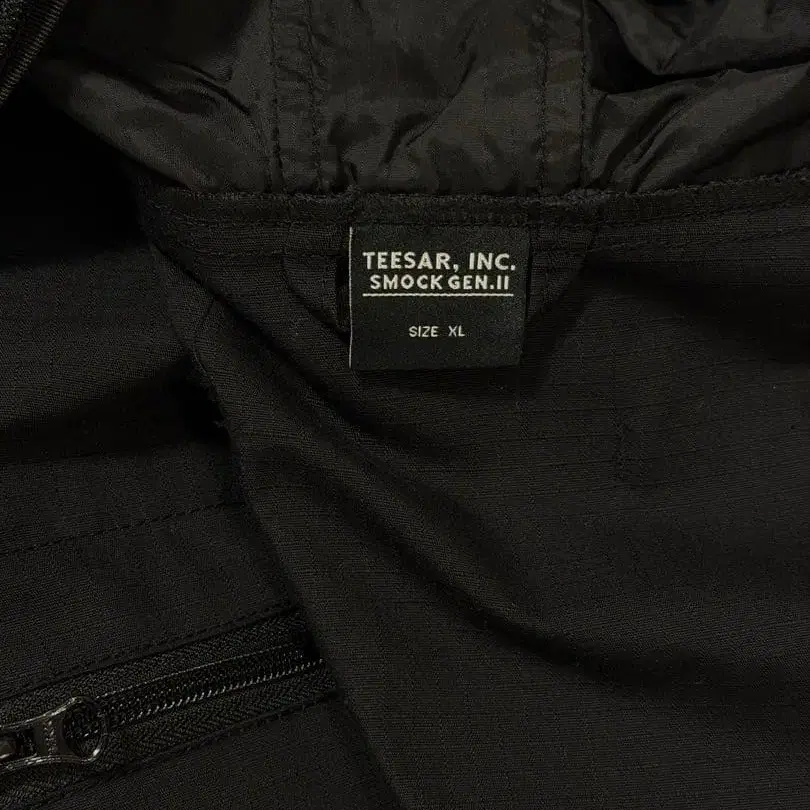 TEESAR, INC.
SMOCK GEN.II
SIZE XL